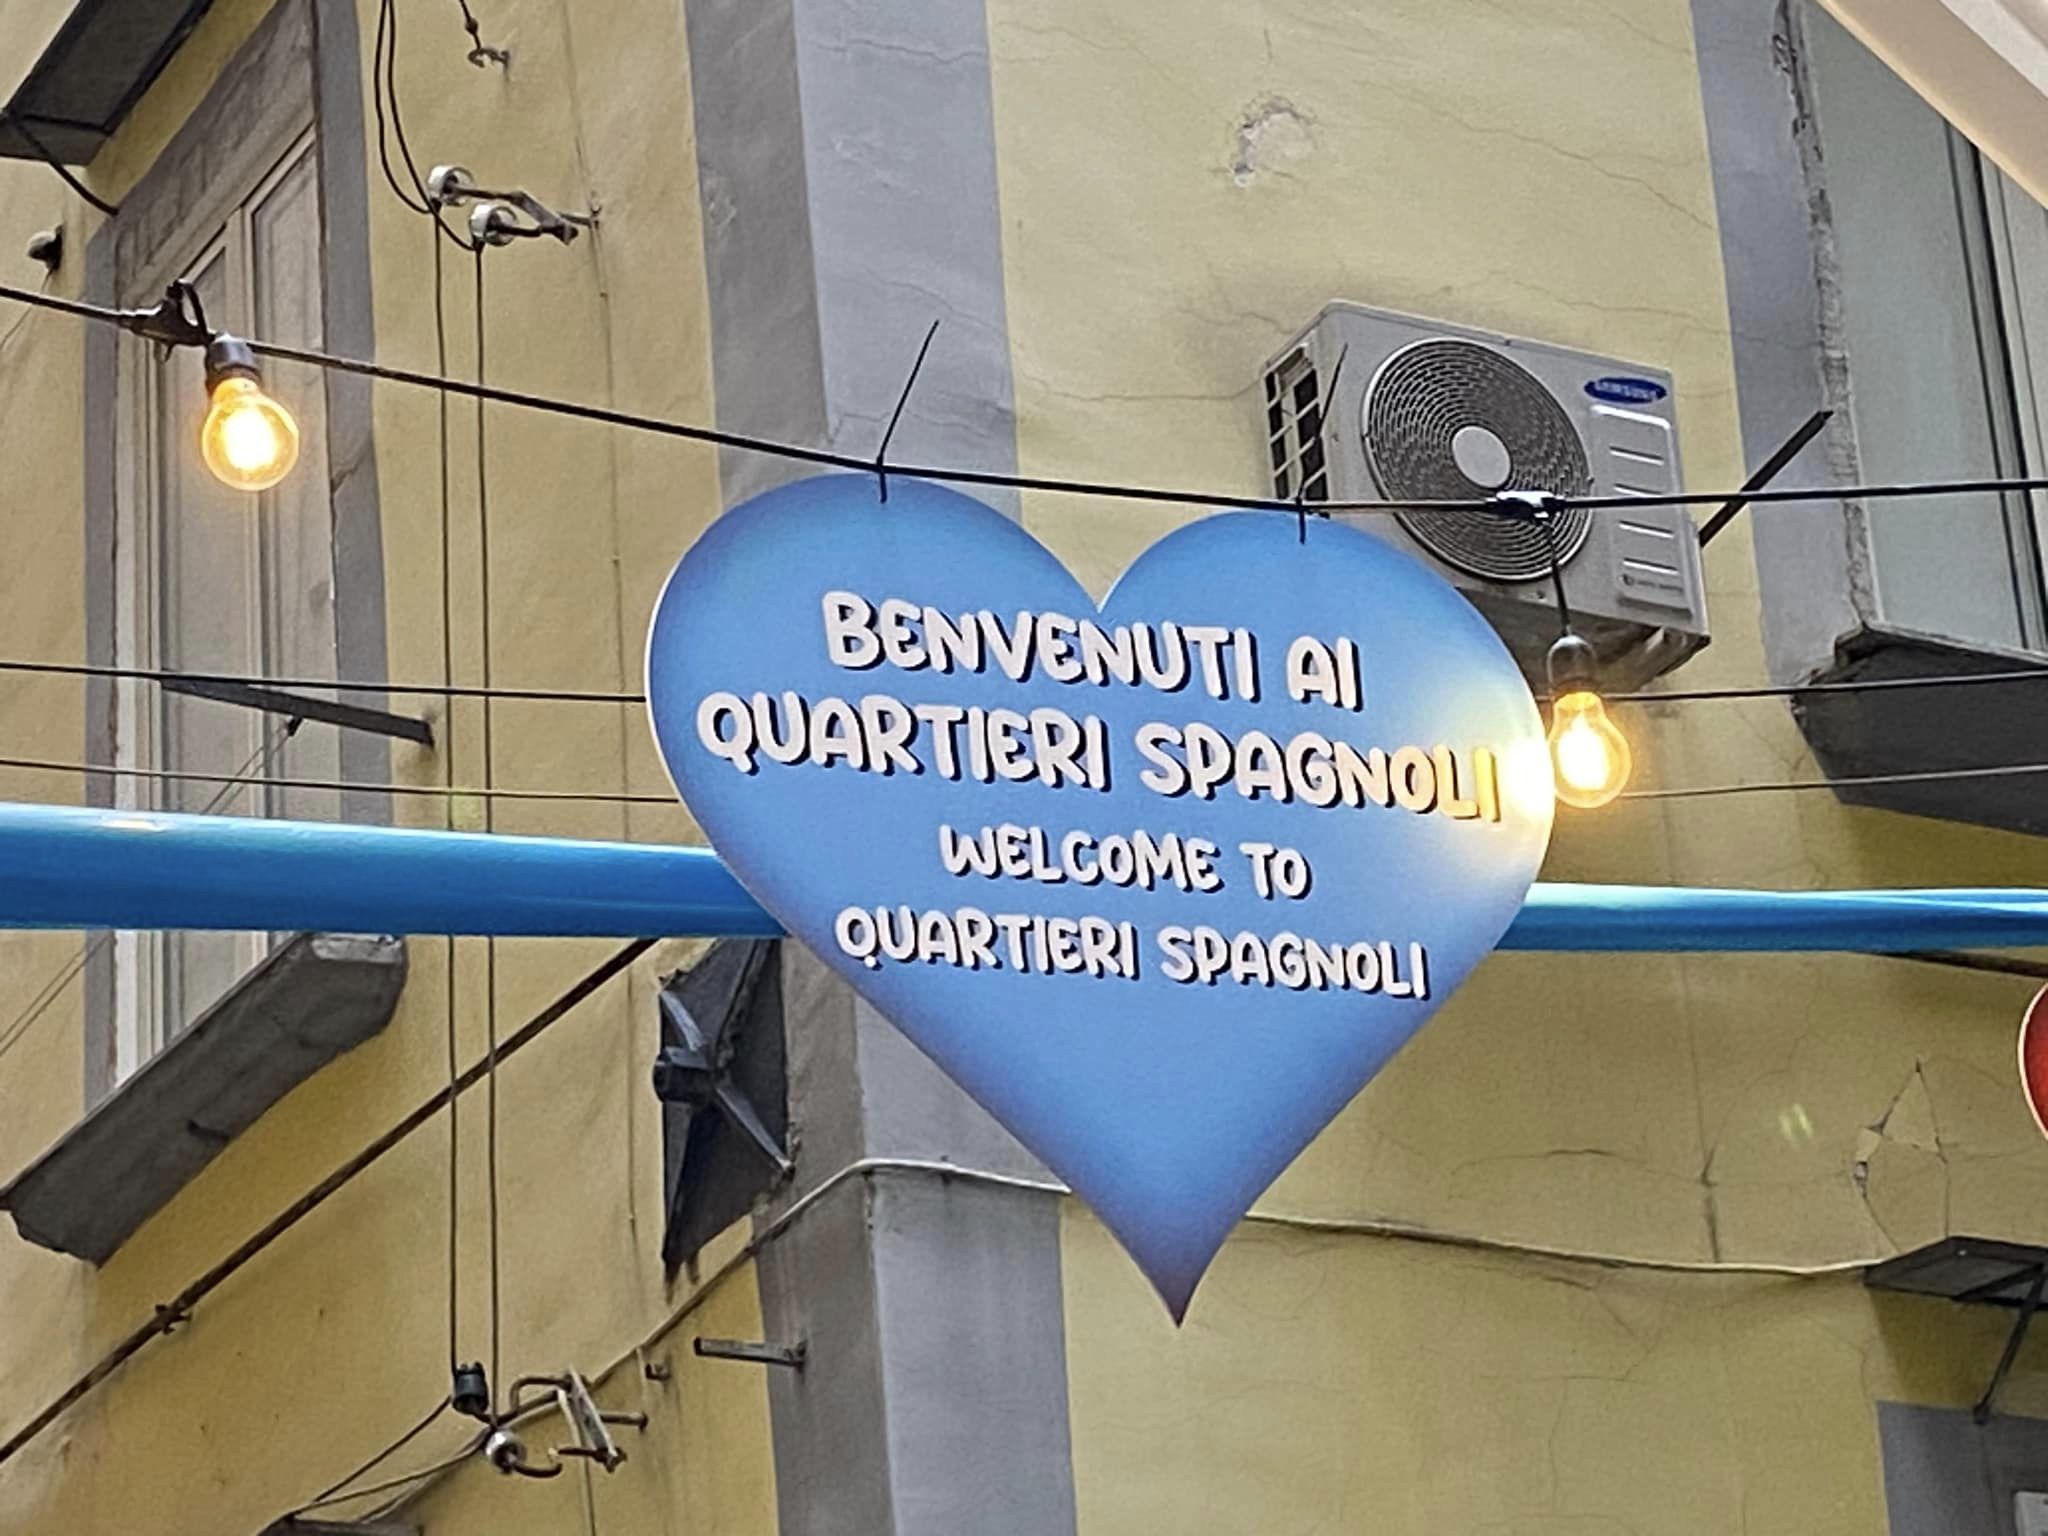 SAMSUNG
BENVENUTI AI
QUARTIERI SPAGNOLI
WELCOME TO
QUARTIERI SPAGNOLI